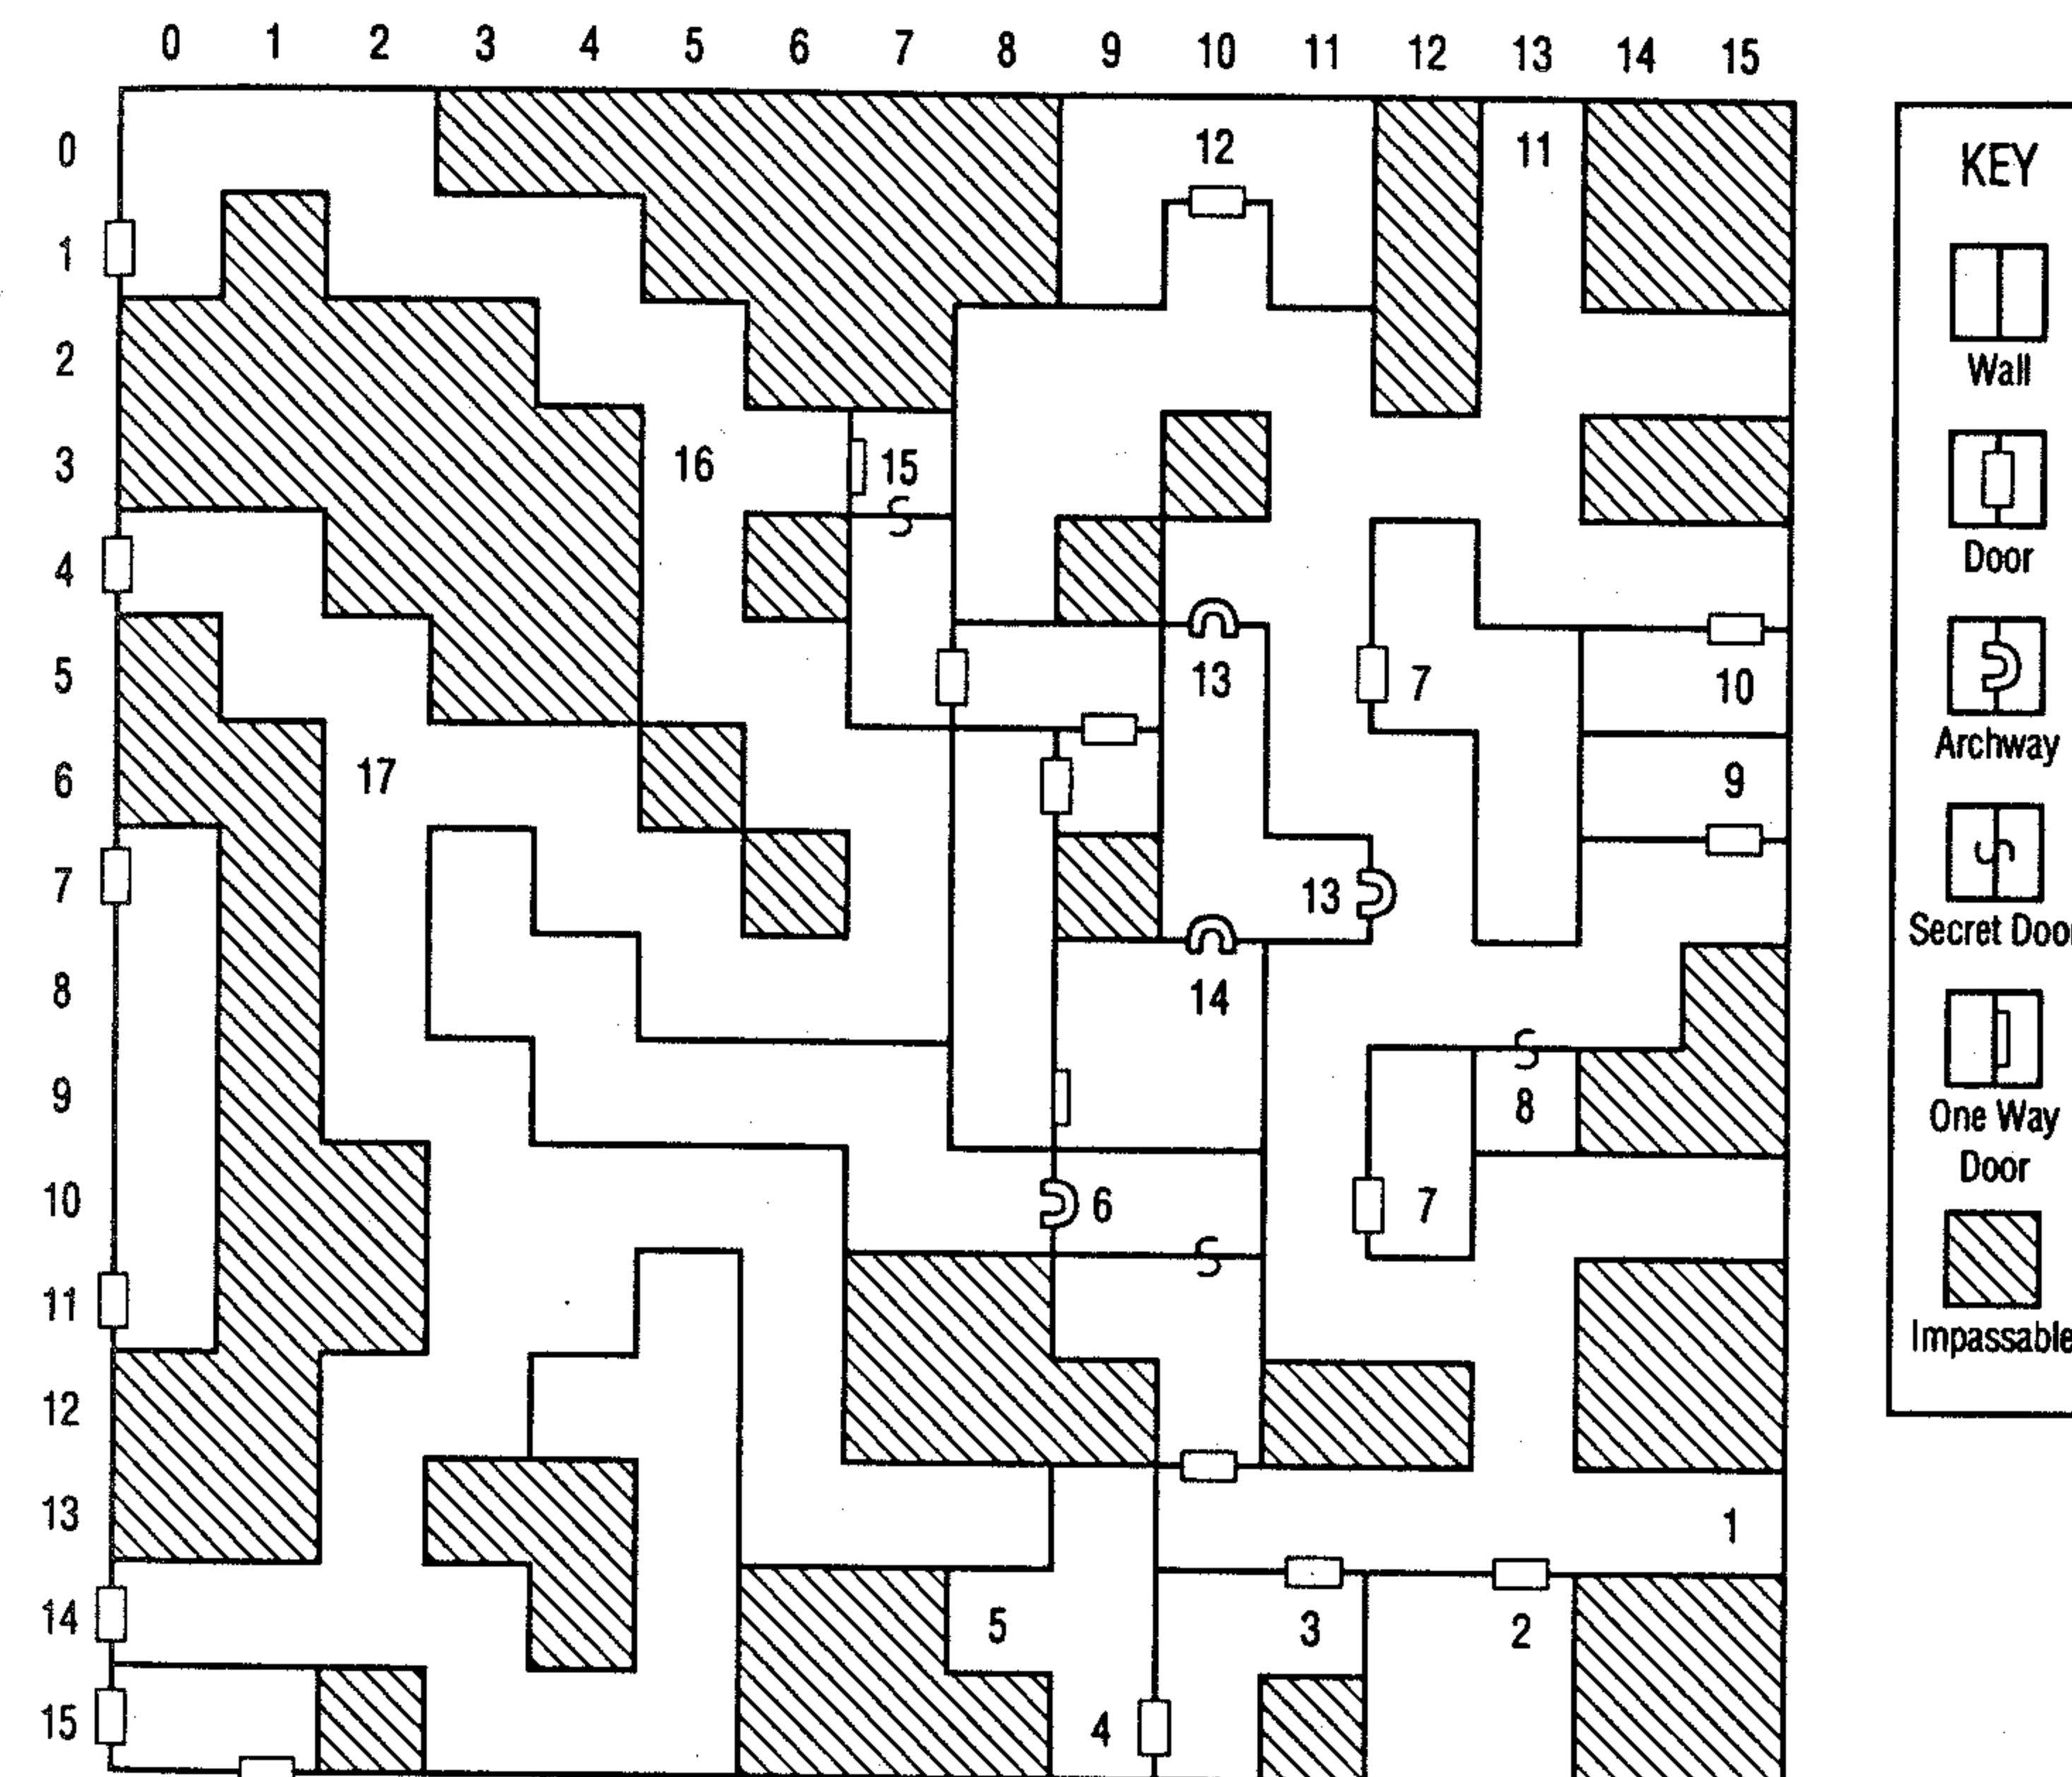 0 1 2 3 4 5 6 7 8 9 10 11 12 13 14 15
0 12 11
1
2
3 16 15
4
5 13 7 10
6 17 9
7 13
8 14
9 8
10 6 7
11
12
13 1
14 5 3 2
15 4
KEY
Wall
Door
Archway
Secret Door
One Way
Door
Impassable